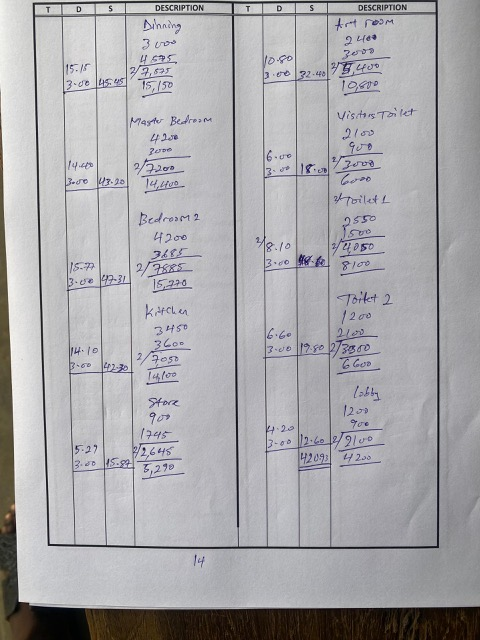 T D S DESCRIPTION T D S DESCRIPTION
Dinning
3000
4,575
15.15 2/7,575
3.00 45.45 15,150
Master Bedroom
4200
3000
14.40 2/7200
3.00 43.20 14,400
Bedroom 2
4200
3685
15.77 2/7885
3.00 47.31 15,770
Kitchen
3450
3600
14.10 2/7050
3.00 42.30 14,100
Store
900
1745
5.29 2/2,645
3.00 15.87 5,290
Art room
2400
3000
10.80 2/5,400
3.00 32.40 10,800
Visitors Toilet
2100
900
6.00 2/3000
3.00 18.00 6000
2/Toilet 1
2550
1500
2/8.10 2/4,050
3.00 8100
Toilet 2
1200
2100
6.60 2/3300
3.00 19.80 6600
Lobby
1200
900
4.20 2/2100
3.00 12.60 4200
14